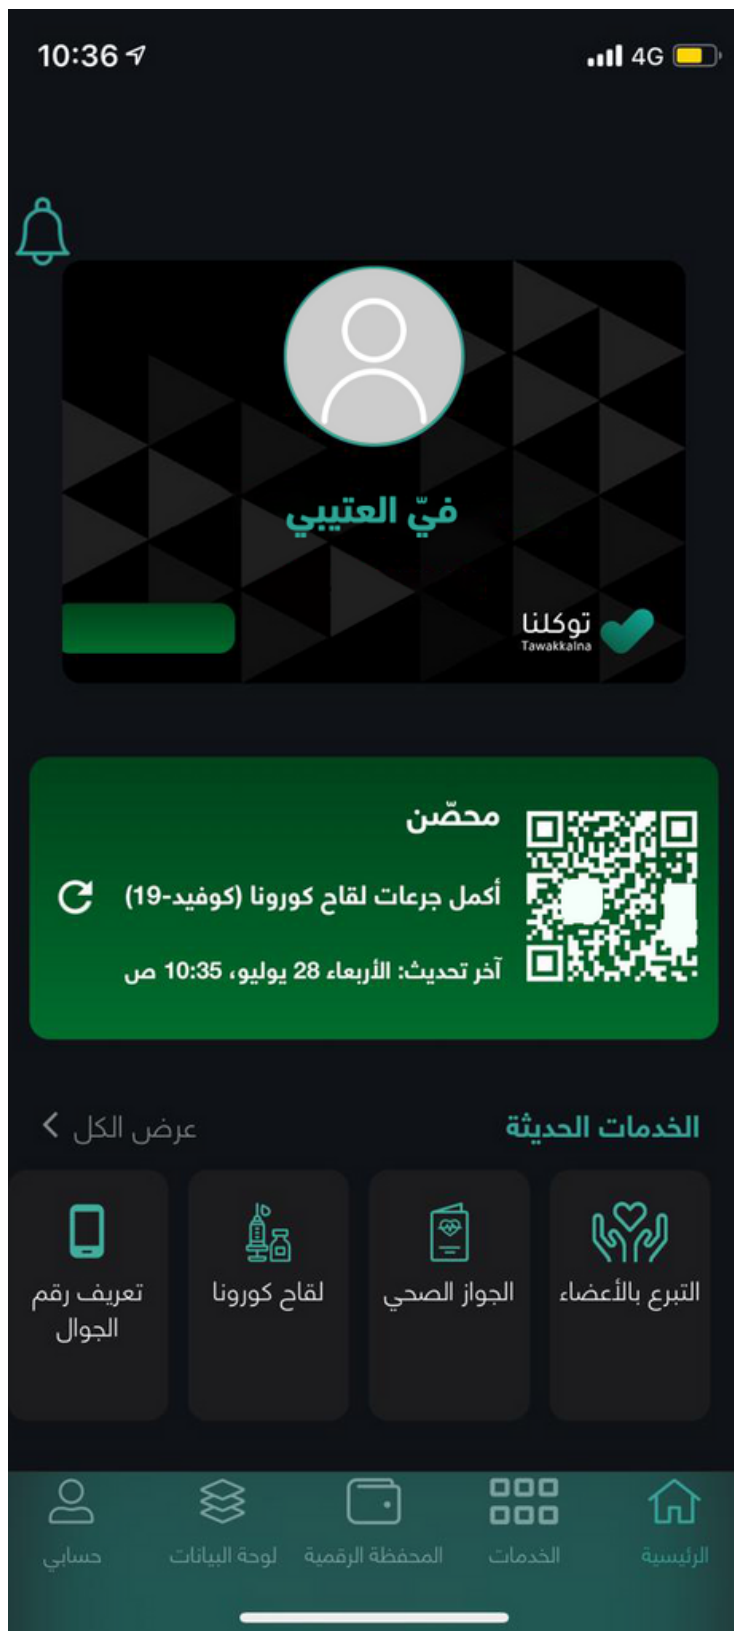 10:36
4G
فيّ العتيبي
توكلنا
Tawakkalna
محصّن
أكمل جرعات لقاح كورونا (كوفيد-19)
آخر تحديث: الأربعاء 28 يوليو، 10:35 ص
الخدمات الحديثة
عرض الكل
التبرع بالأعضاء
الجواز الصحي
لقاح كورونا
تعريف رقم
الجوال
الرئيسية
الخدمات
المحفظة الرقمية
لوحة البيانات
حسابي